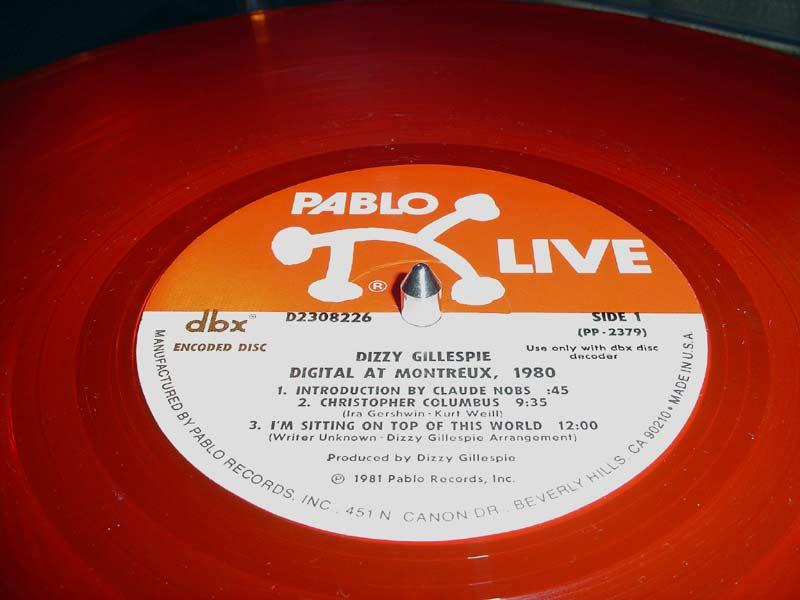 PABLO
LIVE
®
dbx®
D2308226
SIDE 1
(PP-2379)
ENCODED DISC
Use only with dbx disc
decoder
DIZZY GILLESPIE
DIGITAL AT MONTREUX, 1980
1. INTRODUCTION BY CLAUDE NOBS :45
2. CHRISTOPHER COLUMBUS 9:35
(Ira Gershwin - Kurt Weill)
3. I'M SITTING ON TOP OF THIS WORLD 12:00
(Writer Unknown - Dizzy Gillespie Arrangement)
Produced by Dizzy Gillespie
℗ 1981 Pablo Records, Inc.
MANUFACTURED BY PABLO RECORDS, INC., 451 N CANON DR., BEVERLY HILLS, CA 90210 • MADE IN U.S.A.